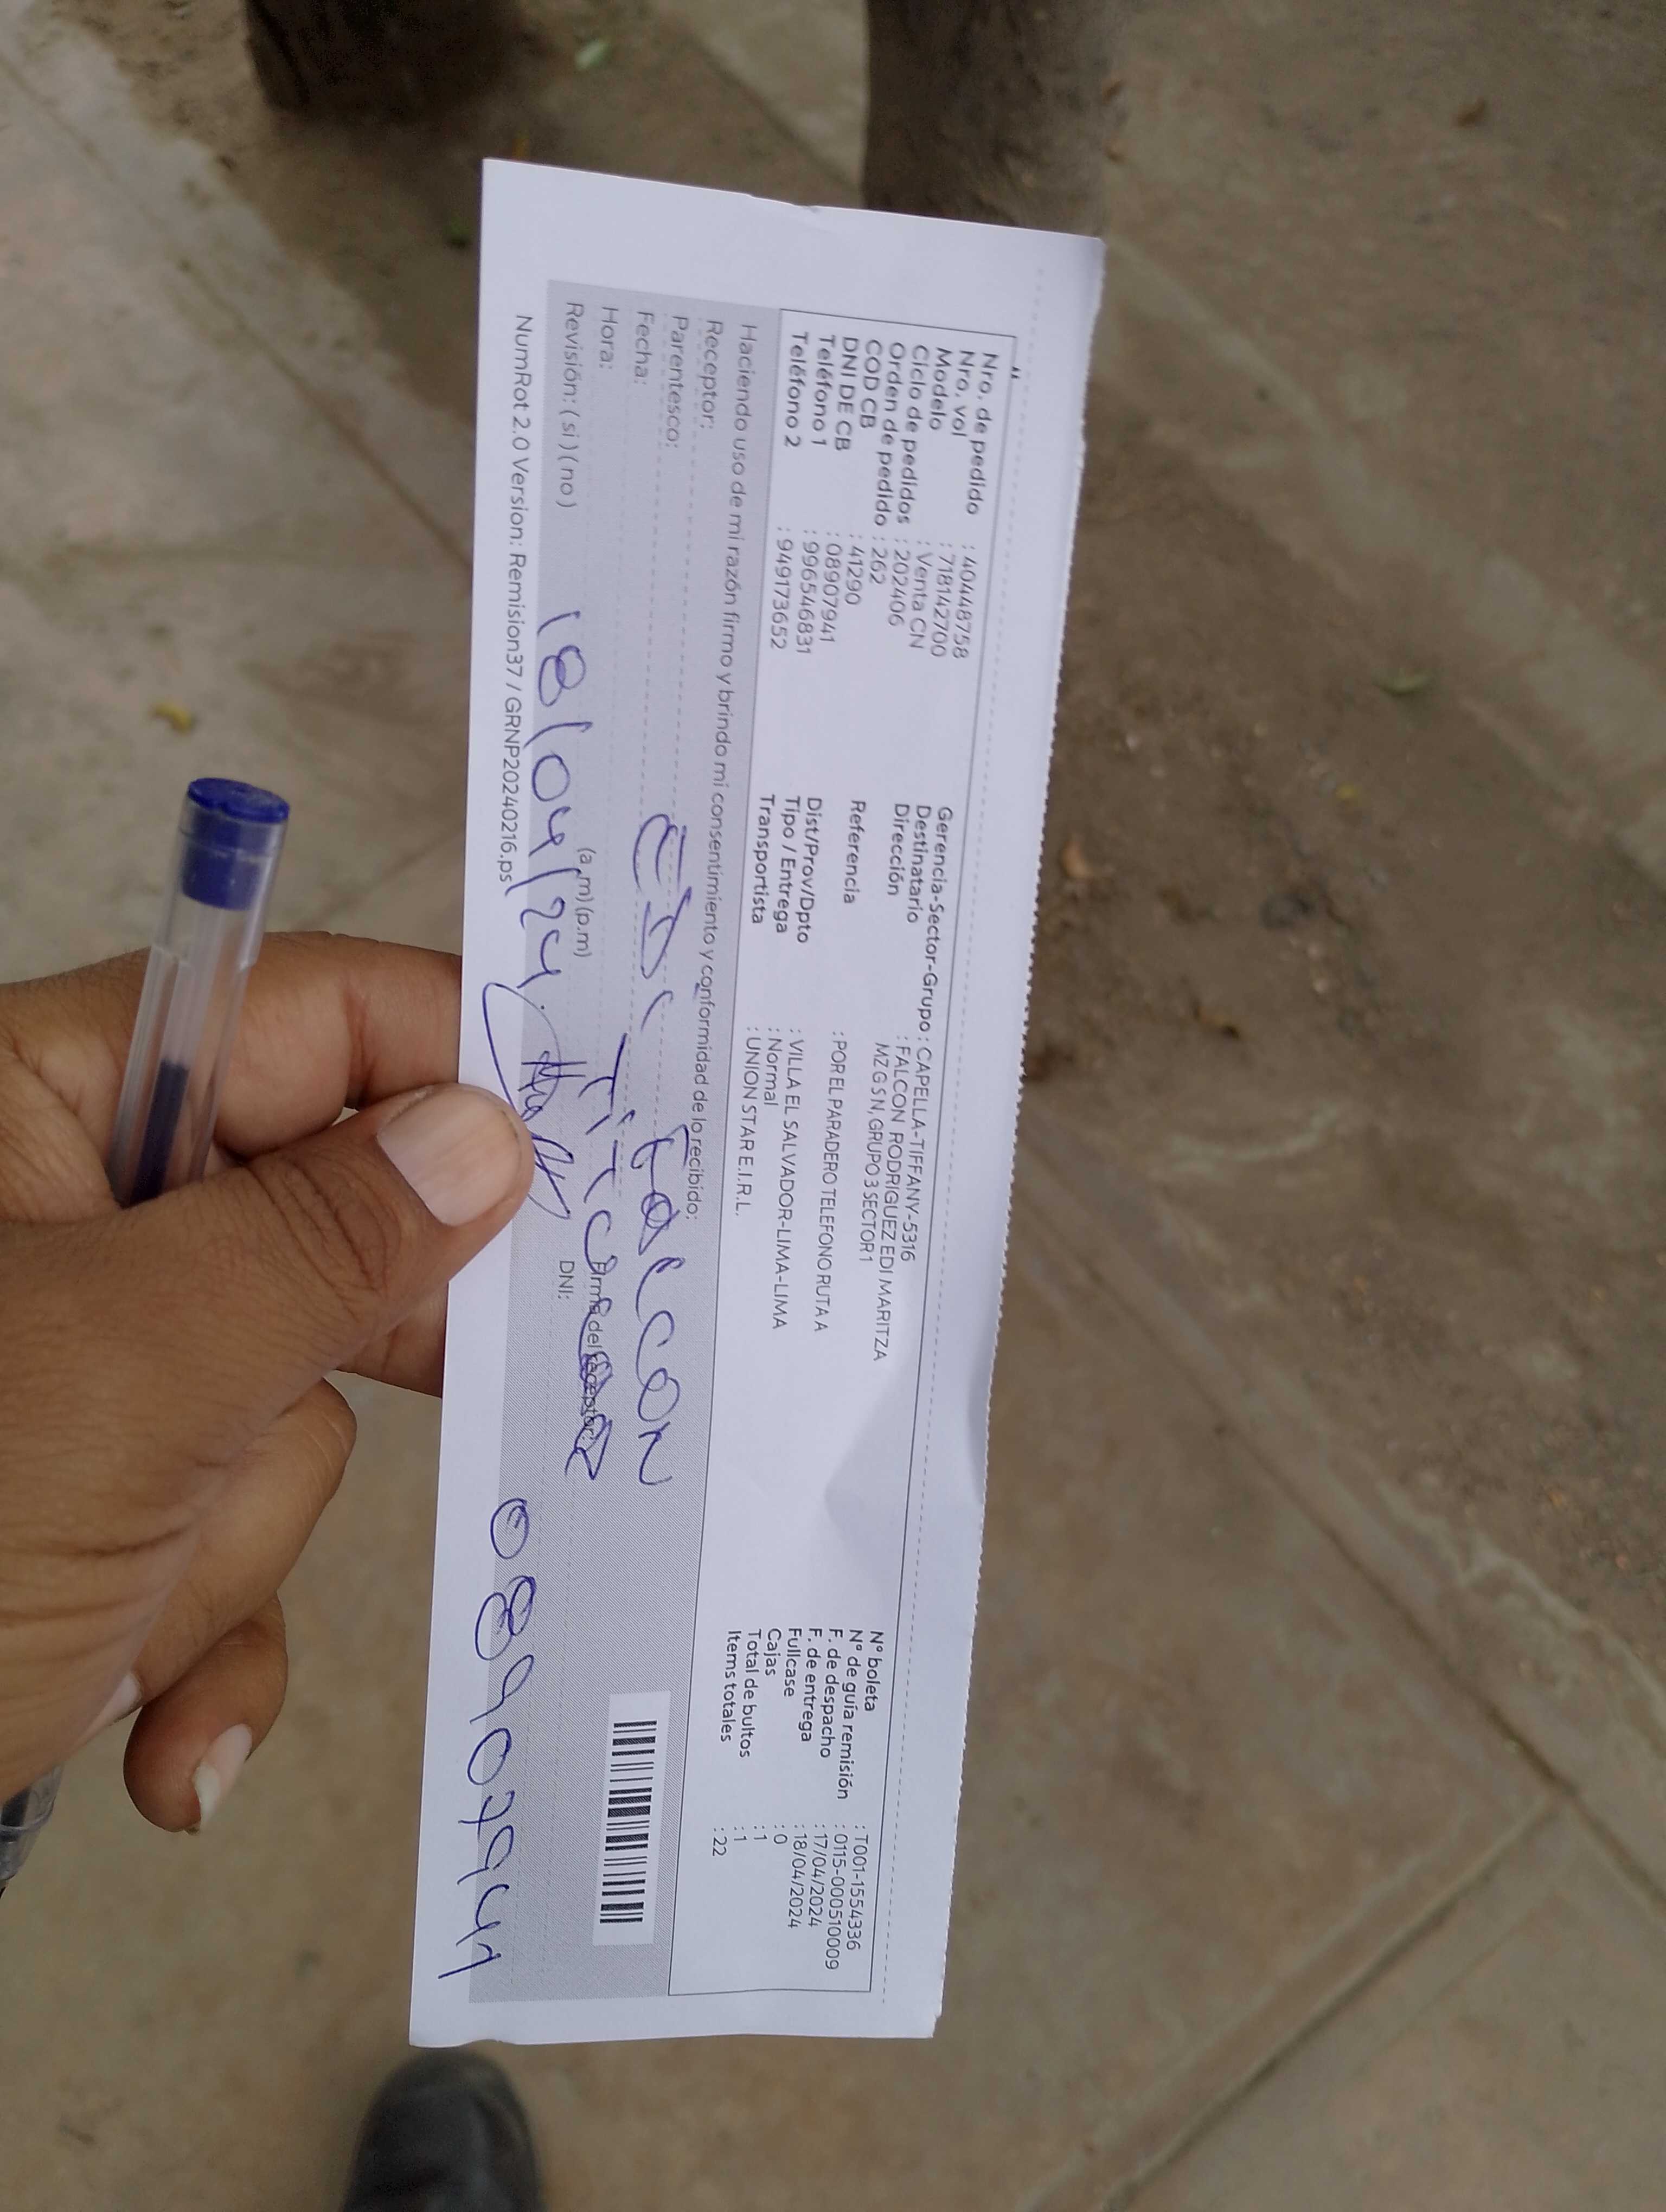 Nro. de pedido : 40448758
Nro. vol : 718142700
Modelo : Venta CN
Ciclo de pedidos : 202406
Orden de pedido : 262
COD CB : 41290
DNI DE CB : 08907941
Teléfono 1 : 996546831
Teléfono 2 : 949173652
Gerencia-Sector-Grupo : CAPELLA-TIFFANY-5316
Destinatario : FALCON RODRIGUEZ EDI MARITZA
Dirección MZ G S N, GRUPO 3 SECTOR 1
Referencia : POR EL PARADERO TELEFONO RUTA A
Dist/Prov/Dpto : VILLA EL SALVADOR-LIMA-LIMA
Tipo / Entrega : Normal
Transportista : UNION STAR E.I.R.L.
N° boleta : T001-1554336
N° de guía remisión : 0115-000510009
F. de despacho : 17/04/2024
F. de entrega : 18/04/2024
Fullcase : 0
Cajas : 1
Total de bultos : 1
Items totales : 22
Haciendo uso de mi razón firmo y brindo mi consentimiento y conformidad de lo recibido:
Receptor:
Parentesco: EDi FalcoN
Fecha: TiTular
Hora: (a.m) (p.m) Firma del receptor
Revisión: ( si ) ( no ) 18/04/24. DNI: 08907941
NumRot 2.0 Version: Remision37 / GRNP20240216.ps